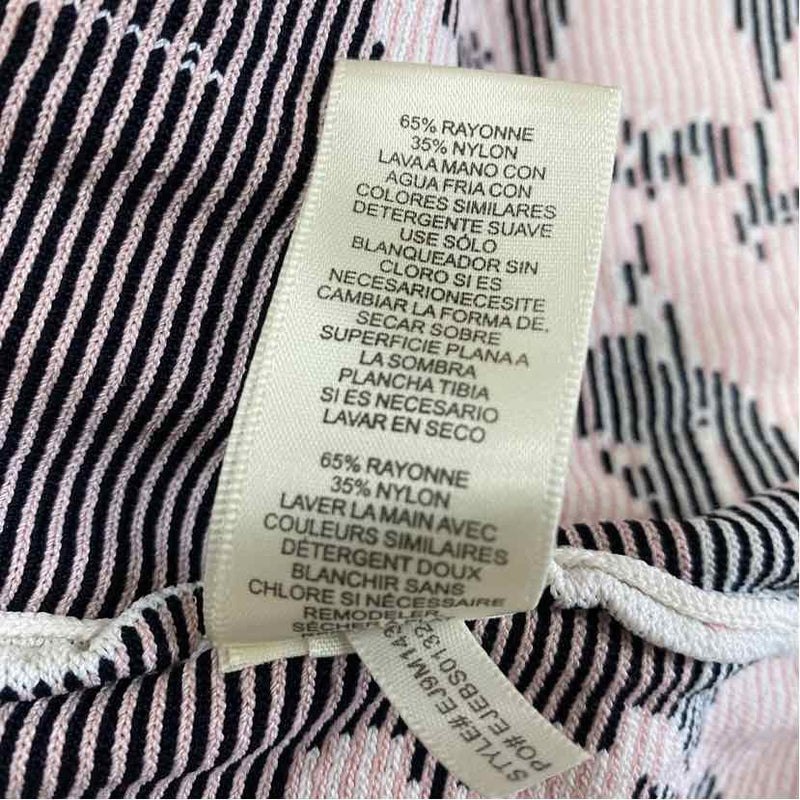 65% RAYONNE
35% NYLON
LAVA A MANO CON
AGUA FRIA CON
COLORES SIMILARES
DETERGENTE SUAVE
USE SÓLO
BLANQUEADOR SIN
CLORO SI ES
NECESARIONECESITE
CAMBIAR LA FORMA DE,
SECAR SOBRE
SUPERFICIE PLANA A
LA SOMBRA
PLANCHA TIBIA
SI ES NECESARIO
LAVAR EN SECO
65% RAYONNE
35% NYLON
LAVER LA MAIN AVEC
COULEURS SIMILAIRES
DÉTERGENT DOUX
BLANCHIR SANS
CHLORE SI NÉCESSAIRE
REMODELER
STYLE# EJ9M143
PO# EJEBS0132